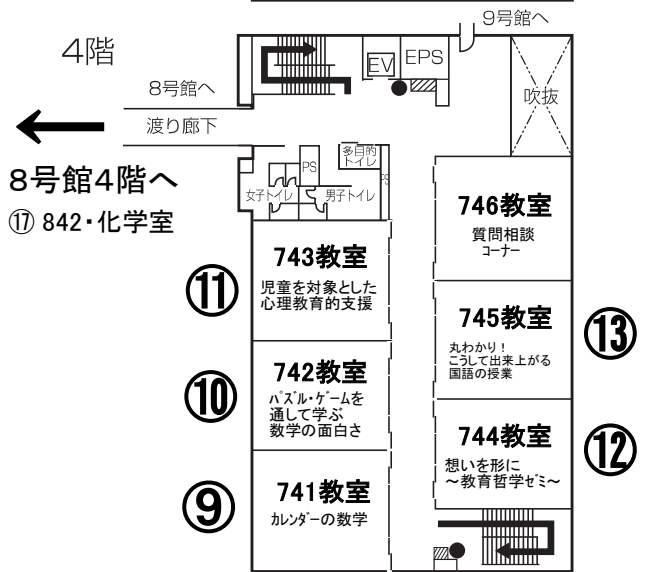 9号館へ
4階
EV
EPS
8号館へ
吹抜
渡り廊下
多目的
トイレ
PS
PS
8号館4階へ
女子トイレ
男子トイレ
⑰ 842・化学室
746教室
質問相談
コーナー
743教室
⑪
児童を対象とした
心理教育的支援
745教室
⑬
丸わかり！
こうして出来上がる
国語の授業
742教室
⑩
パズル・ゲームを
通して学ぶ
数学の面白さ
744教室
⑫
想いを形に
～教育哲学ゼミ～
741教室
⑨
カレンダーの数学